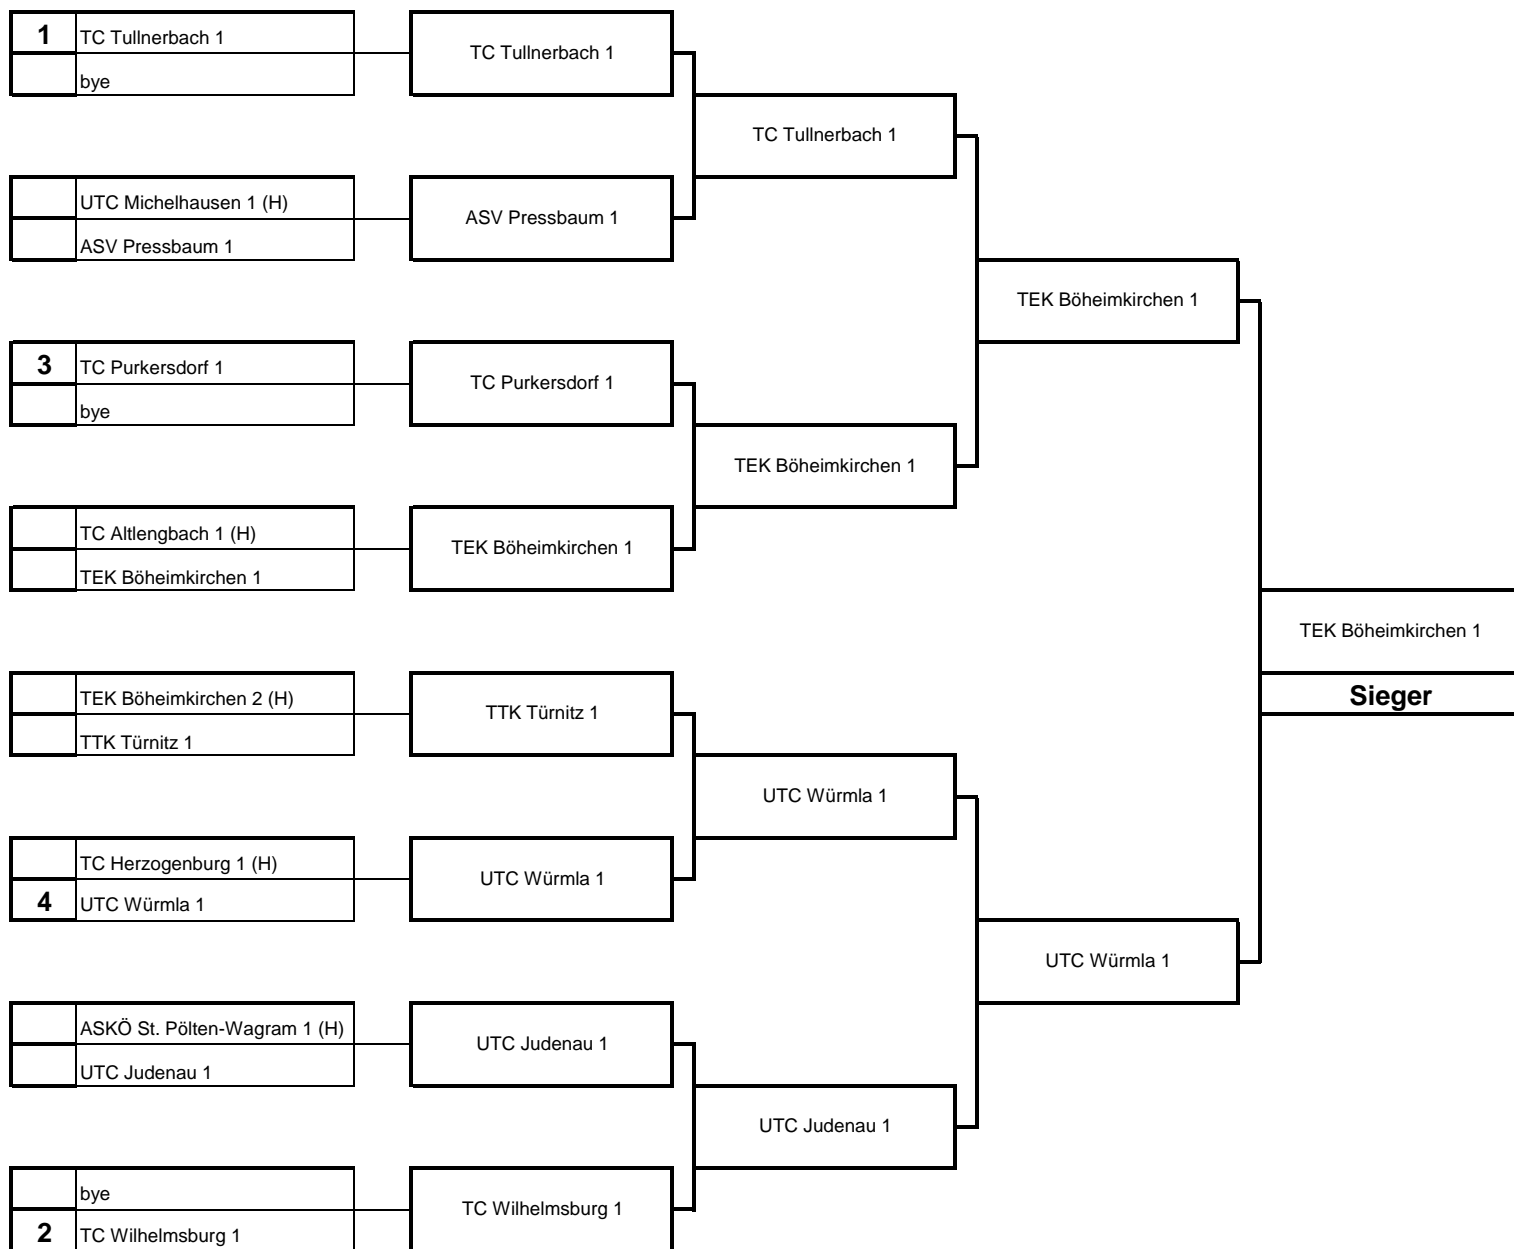 1
TC Tullnerbach 1
bye
UTC Michelhausen 1 (H)
ASV Pressbaum 1
3
TC Purkersdorf 1
bye
TC Altlengbach 1 (H)
TEK Böheimkirchen 1
TEK Böheimkirchen 2 (H)
TTK Türnitz 1
TC Herzogenburg 1 (H)
4
UTC Würmla 1
ASKÖ St. Pölten-Wagram 1 (H)
UTC Judenau 1
bye
2
TC Wilhelmsburg 1
TC Tullnerbach 1
ASV Pressbaum 1
TC Purkersdorf 1
TEK Böheimkirchen 1
TTK Türnitz 1
UTC Würmla 1
UTC Judenau 1
TC Wilhelmsburg 1
TC Tullnerbach 1
TEK Böheimkirchen 1
UTC Würmla 1
UTC Judenau 1
TEK Böheimkirchen 1
UTC Würmla 1
TEK Böheimkirchen 1
Sieger